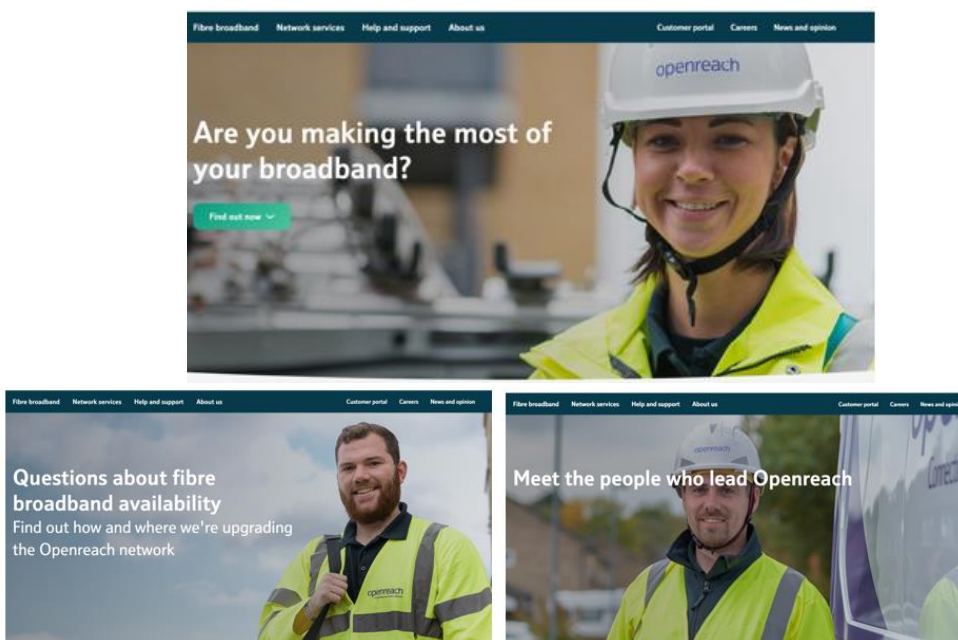 Fibre broadband Network services Help and support About us Customer portal Careers News and opinion
openreach
Are you making the most of
your broadband?
Find out now
Fibre broadband Network services Help and support About us Customer portal Careers News and opinion
Questions about fibre
broadband availability
Find out how and where we're upgrading
the Openreach network
openreach
Fibre broadband Network services Help and support About us Customer portal Careers News and
openreach
Meet the people who lead Openreach